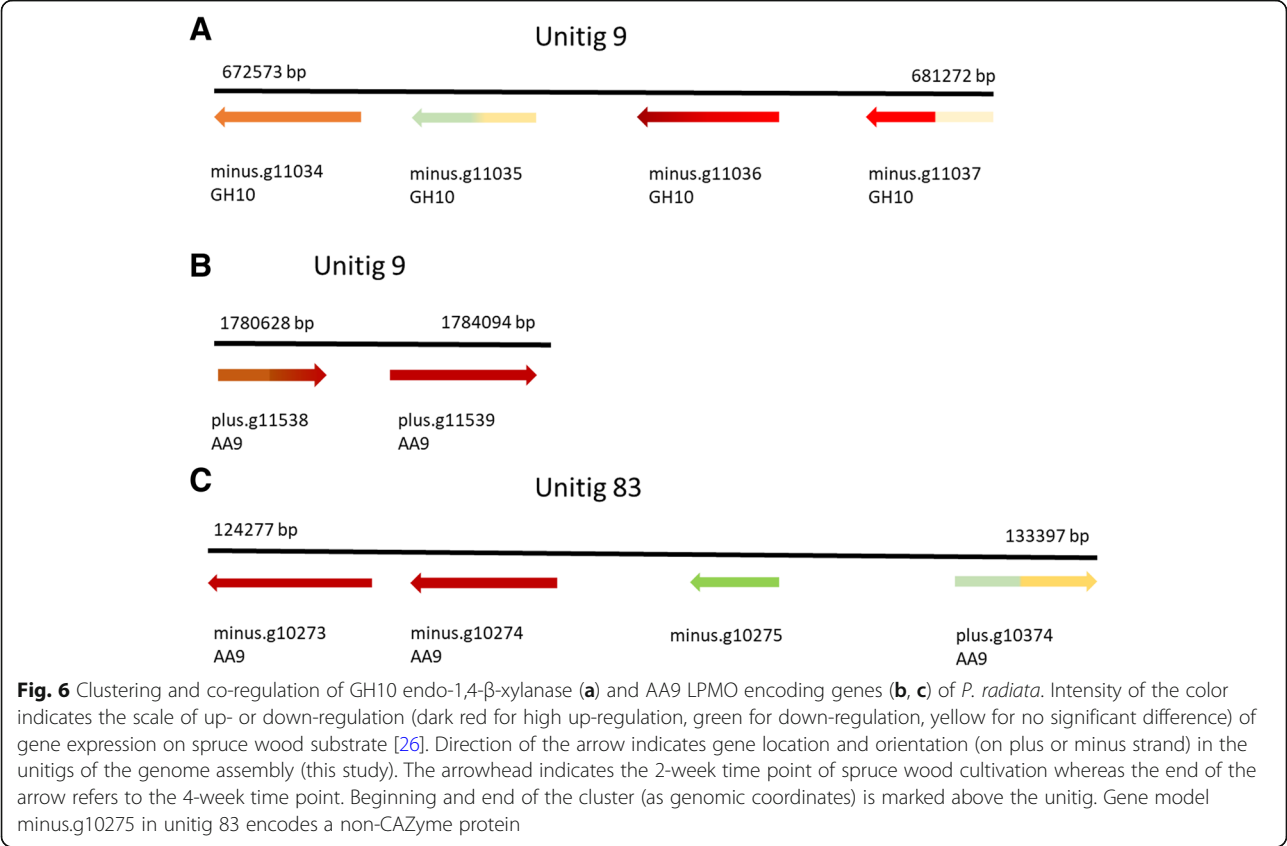 A
Unitig 9
672573 bp
681272 bp
minus.g11034
GH10
minus.g11035
GH10
minus.g11036
GH10
minus.g11037
GH10
B
Unitig 9
1780628 bp
1784094 bp
plus.g11538
AA9
plus.g11539
AA9
C
Unitig 83
124277 bp
133397 bp
minus.g10273
AA9
minus.g10274
AA9
minus.g10275
plus.g10374
AA9
Fig. 6 Clustering and co-regulation of GH10 endo-1,4-β-xylanase (a) and AA9 LPMO encoding genes (b, c) of P. radiata. Intensity of the color
indicates the scale of up- or down-regulation (dark red for high up-regulation, green for down-regulation, yellow for no significant difference) of
gene expression on spruce wood substrate [26]. Direction of the arrow indicates gene location and orientation (on plus or minus strand) in the
unitigs of the genome assembly (this study). The arrowhead indicates the 2-week time point of spruce wood cultivation whereas the end of the
arrow refers to the 4-week time point. Beginning and end of the cluster (as genomic coordinates) is marked above the unitig. Gene model
minus.g10275 in unitig 83 encodes a non-CAZyme protein